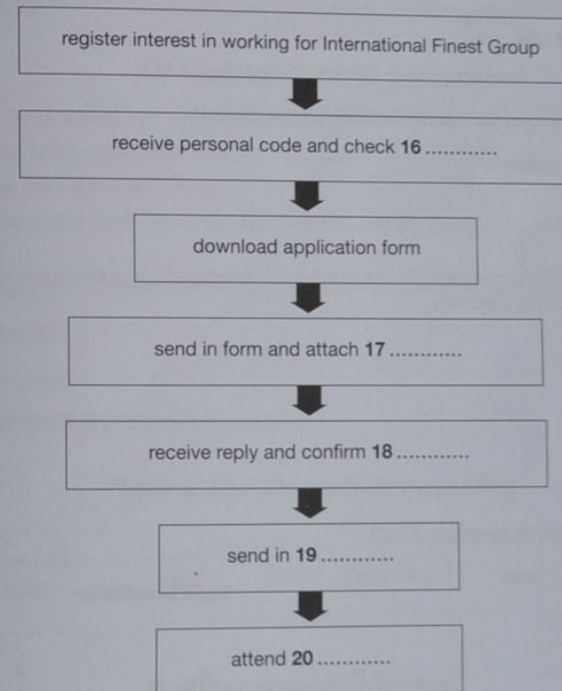 register interest in working for International Finest Group
receive personal code and check 16............
download application form
send in form and attach 17............
receive reply and confirm 18............
send in 19............
attend 20............